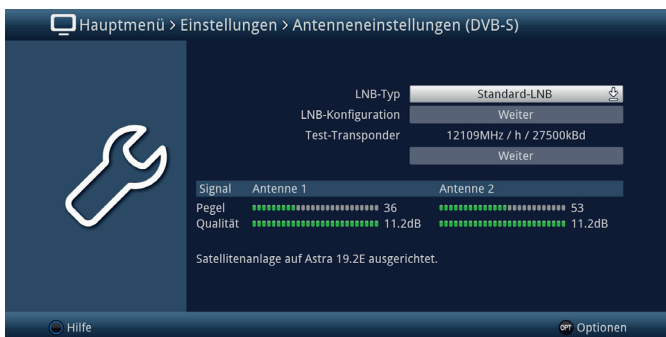 Hauptmenü > Einstellungen > Antenneneinstellungen (DVB-S)
LNB-Typ Standard-LNB
LNB-Konfiguration Weiter
Test-Transponder 12109MHz / h / 27500kBd
Weiter
Signal Antenne 1 Antenne 2
Pegel 36 53
Qualität 11.2dB 11.2dB
Satellitenanlage auf Astra 19.2E ausgerichtet.
Hilfe OPT Optionen